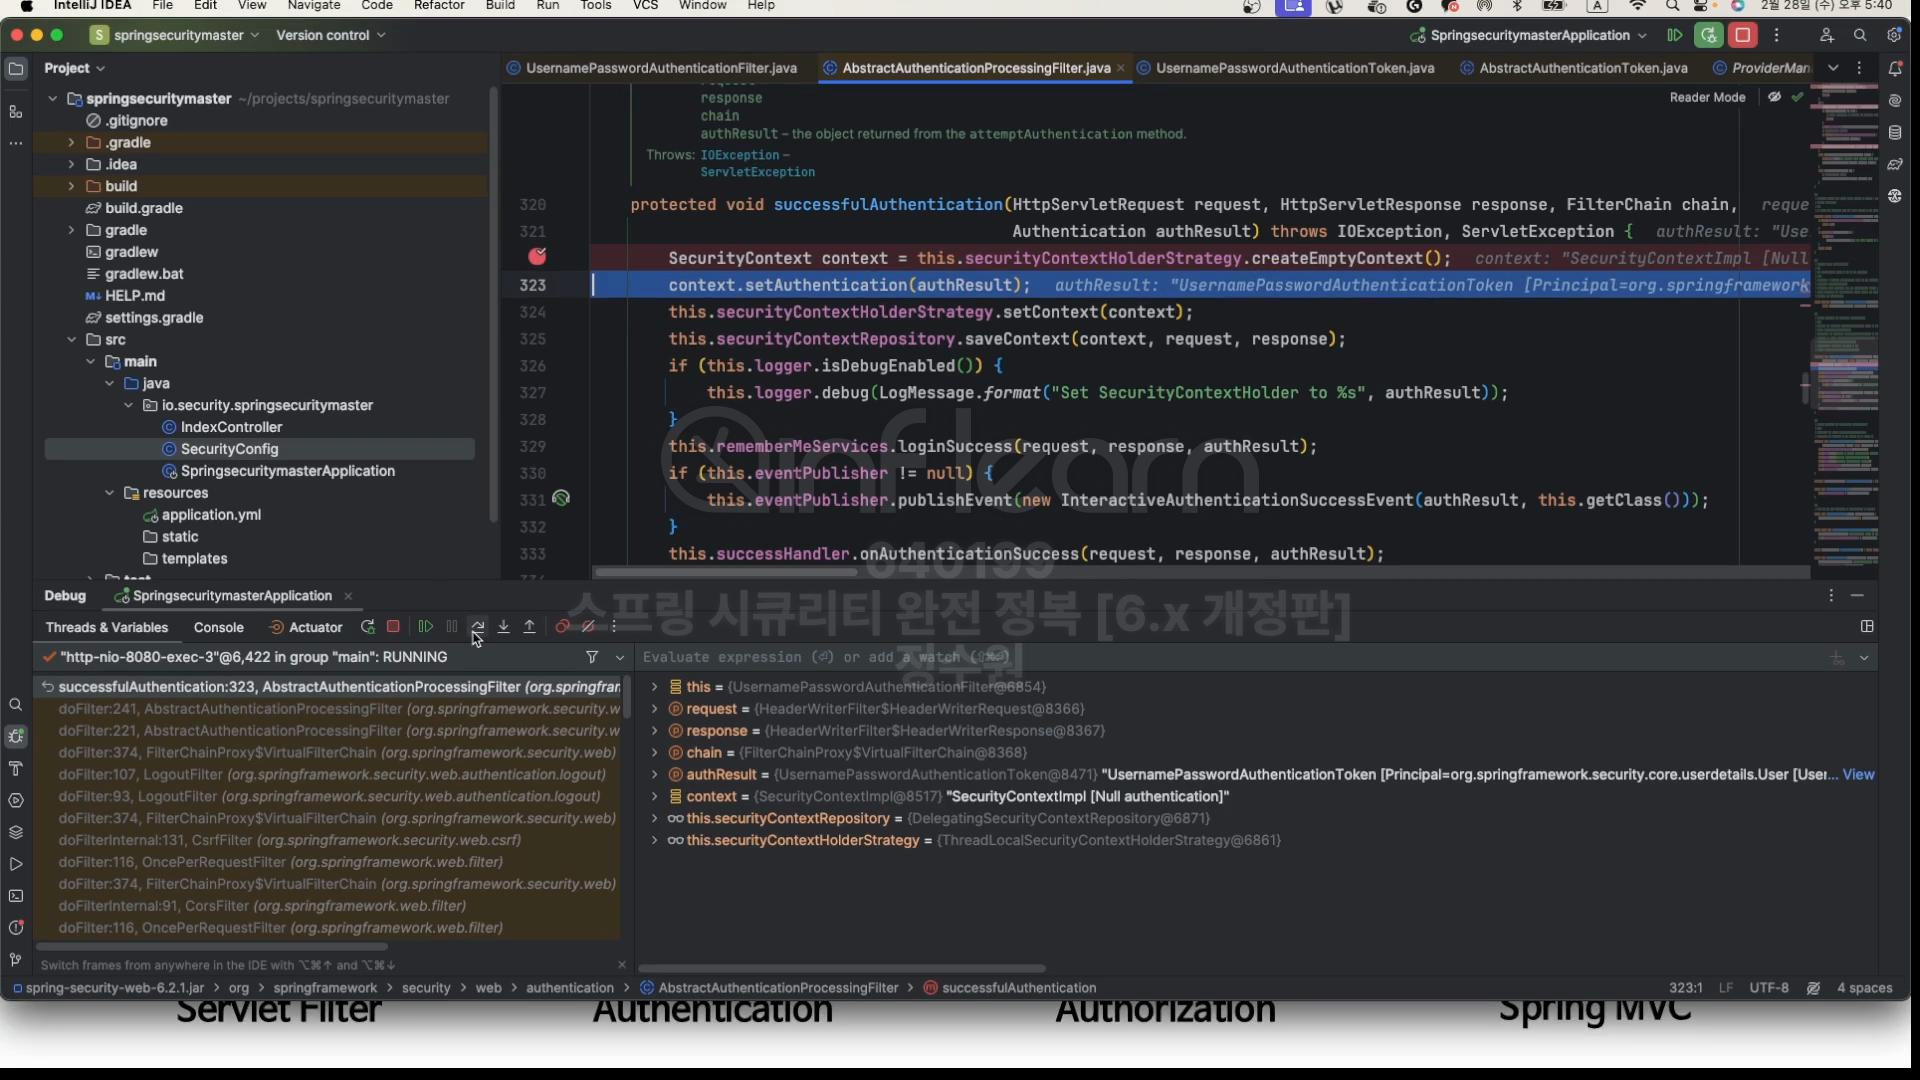 IntelliJ IDEA File Edit View Navigate Code Refactor Build Run Tools VCS Window Help A 2월 28일 (수) 오후 5:40
S springsecuritymaster Version control SpringsecuritymasterApplication
Project UsernamePasswordAuthenticationFilter.java AbstractAuthenticationProcessingFilter.java UsernamePasswordAuthenticationToken.java AbstractAuthenticationToken.java ProviderMan
Reader Mode
springsecuritymaster ~/projects/springsecuritymaster
.gitignore
.gradle
.idea
build
build.gradle
gradle
gradlew
gradlew.bat
M↓ HELP.md
settings.gradle
src
main
java
io.security.springsecuritymaster
IndexController
SecurityConfig
SpringsecuritymasterApplication
resources
application.yml
static
templates
response
chain
authResult – the object returned from the attemptAuthentication method.
Throws: IOException –
ServletException
320 protected void successfulAuthentication(HttpServletRequest request, HttpServletResponse response, FilterChain chain, reque
321 Authentication authResult) throws IOException, ServletException { authResult: "Use
SecurityContext context = this.securityContextHolderStrategy.createEmptyContext(); context: "SecurityContextImpl [Null
323 context.setAuthentication(authResult); authResult: "UsernamePasswordAuthenticationToken [Principal=org.springframework
324 this.securityContextHolderStrategy.setContext(context);
325 this.securityContextRepository.saveContext(context, request, response);
326 if (this.logger.isDebugEnabled()) {
327 this.logger.debug(LogMessage.format("Set SecurityContextHolder to %s", authResult));
328 }
329 this.rememberMeServices.loginSuccess(request, response, authResult);
330 if (this.eventPublisher != null) {
331 this.eventPublisher.publishEvent(new InteractiveAuthenticationSuccessEvent(authResult, this.getClass()));
332 }
333 this.successHandler.onAuthenticationSuccess(request, response, authResult);
inflearn
640199
스프링 시큐리티 완전 정복 [6.x 개정판]
정수원
Debug SpringsecuritymasterApplication
Threads & Variables Console Actuator
"http-nio-8080-exec-3"@6,422 in group "main": RUNNING
successfulAuthentication:323, AbstractAuthenticationProcessingFilter (org.springfran
doFilter:241, AbstractAuthenticationProcessingFilter (org.springframework.security.w
doFilter:221, AbstractAuthenticationProcessingFilter (org.springframework.security.w
doFilter:374, FilterChainProxy$VirtualFilterChain (org.springframework.security.web)
doFilter:107, LogoutFilter (org.springframework.security.web.authentication.logout)
doFilter:93, LogoutFilter (org.springframework.security.web.authentication.logout)
doFilter:374, FilterChainProxy$VirtualFilterChain (org.springframework.security.web)
doFilterInternal:131, CsrfFilter (org.springframework.security.web.csrf)
doFilter:116, OncePerRequestFilter (org.springframework.web.filter)
doFilter:374, FilterChainProxy$VirtualFilterChain (org.springframework.security.web)
doFilterInternal:91, CorsFilter (org.springframework.web.filter)
doFilter:116, OncePerRequestFilter (org.springframework.web.filter)
Switch frames from anywhere in the IDE with ⌥⌘↑ and ⌥⌘↓
Evaluate expression (⏎) or add a watch (⇧⌘⏎)
this = {UsernamePasswordAuthenticationFilter@6854}
request = {HeaderWriterFilter$HeaderWriterRequest@8366}
response = {HeaderWriterFilter$HeaderWriterResponse@8367}
chain = {FilterChainProxy$VirtualFilterChain@8368}
authResult = {UsernamePasswordAuthenticationToken@8471} "UsernamePasswordAuthenticationToken [Principal=org.springframework.security.core.userdetails.User [User... View
context = {SecurityContextImpl@8517} "SecurityContextImpl [Null authentication]"
this.securityContextRepository = {DelegatingSecurityContextRepository@6871}
this.securityContextHolderStrategy = {ThreadLocalSecurityContextHolderStrategy@6861}
spring-security-web-6.2.1.jar org springframework security web authentication AbstractAuthenticationProcessingFilter successfulAuthentication 323:1 LF UTF-8 4 spaces
Servlet Filter Authentication Authorization Spring MVC